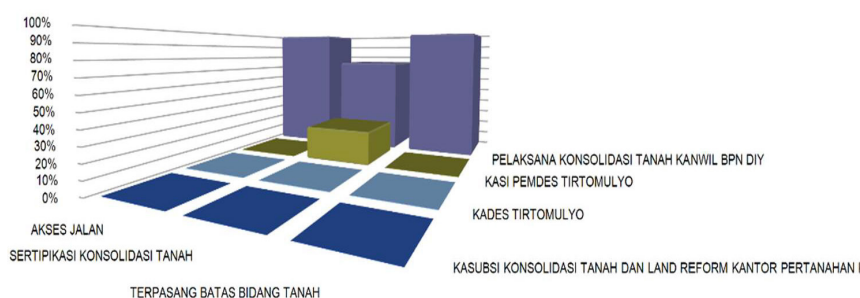 100%
90%
80%
70%
60%
50%
40%
30%
20%
10%
0%
AKSES JALAN
SERTIPIKASI KONSOLIDASI TANAH
TERPASANG BATAS BIDANG TANAH
PELAKSANA KONSOLIDASI TANAH KANWIL BPN DIY
KASI PEMDES TIRTOMULYO
KADES TIRTOMULYO
KASUBSI KONSOLIDASI TANAH DAN LAND REFORM KANTOR PERTANAHAN